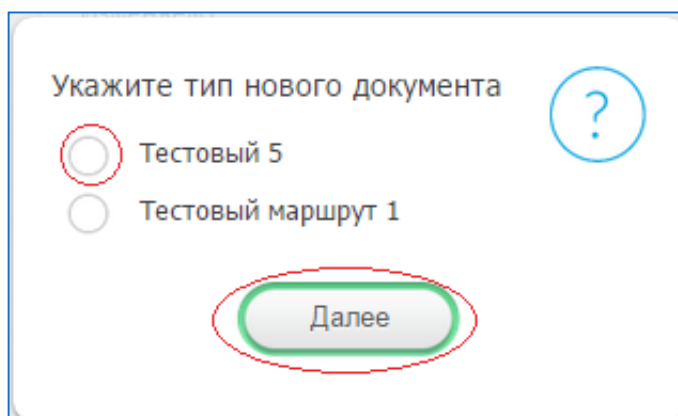 Укажите тип нового документа
?
Тестовый 5
Тестовый маршрут 1
Далее